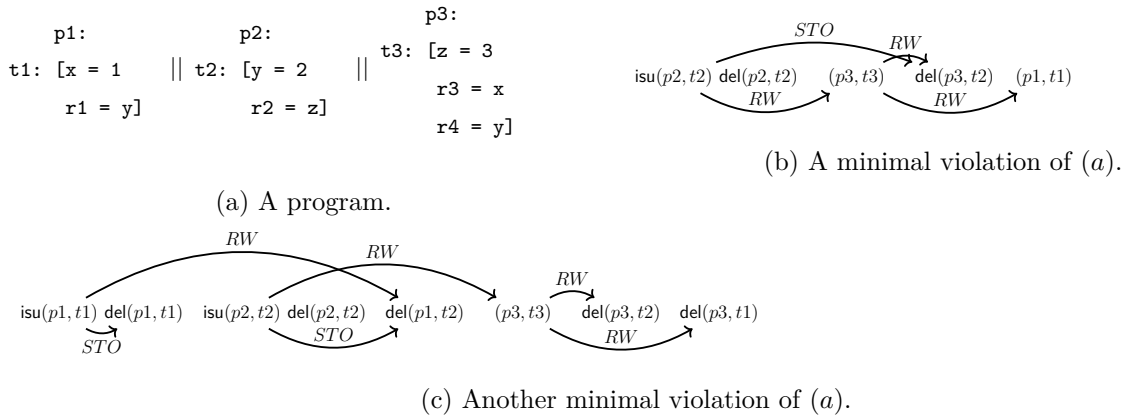 p1:
t1: [x = 1
r1 = y]
||
p2:
t2: [y = 2
r2 = z]
||
p3:
t3: [z = 3
r3 = x
r4 = y]
(a) A program.
STO
RW
isu(p2, t2) del(p2, t2) (p3, t3) del(p3, t2) (p1, t1)
RW
RW
(b) A minimal violation of (a).
RW
RW
RW
isu(p1, t1) del(p1, t1) isu(p2, t2) del(p2, t2) del(p1, t2) (p3, t3) del(p3, t2) del(p3, t1)
STO
STO
RW
(c) Another minimal violation of (a).